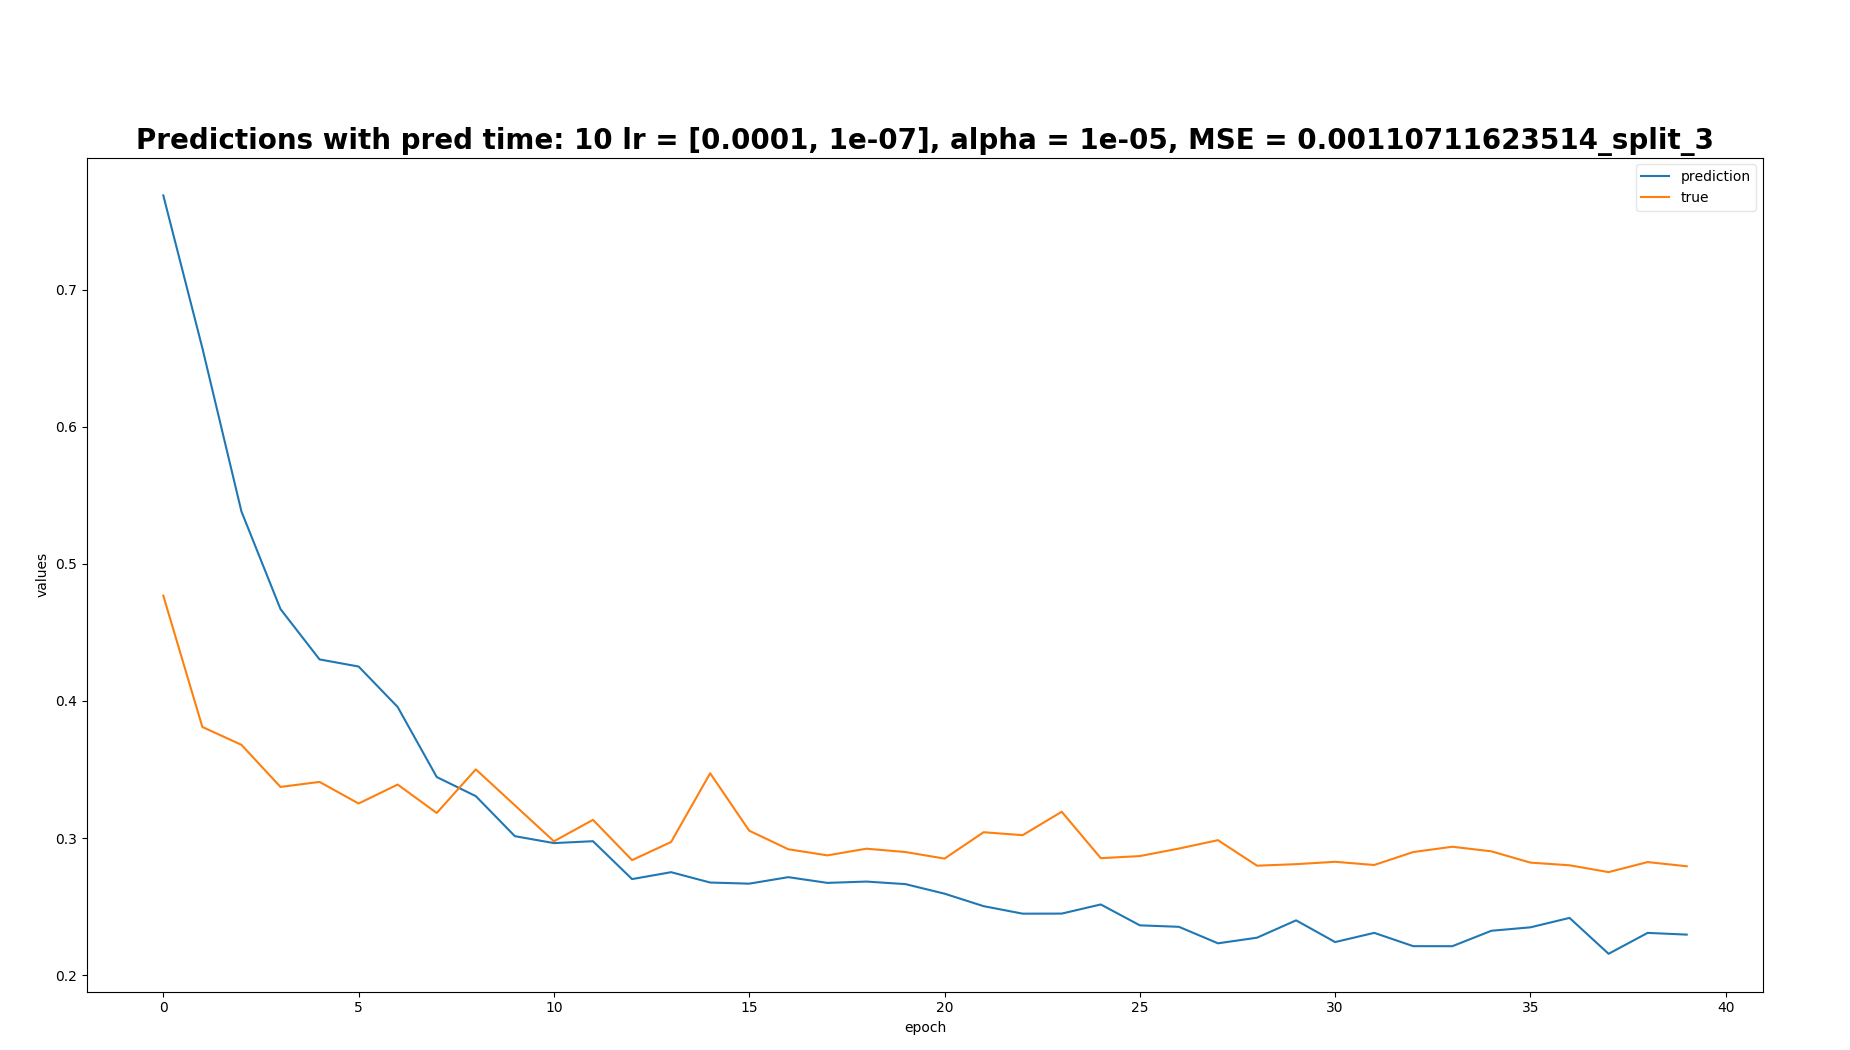 Predictions with pred time: 10 lr = [0.0001, 1e-07], alpha = 1e-05, MSE = 0.00110711623514_split_3
prediction
true
values
0.7
0.6
0.5
0.4
0.3
0.2
0 5 10 15 20 25 30 35 40
epoch